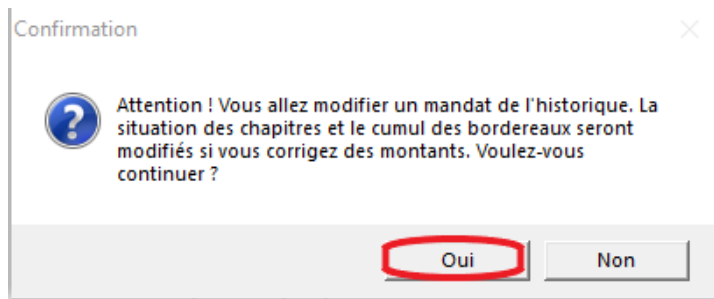 Confirmation
Attention ! Vous allez modifier un mandat de l'historique. La
situation des chapitres et le cumul des bordereaux seront
modifiés si vous corrigez des montants. Voulez-vous
continuer ?
Oui
Non